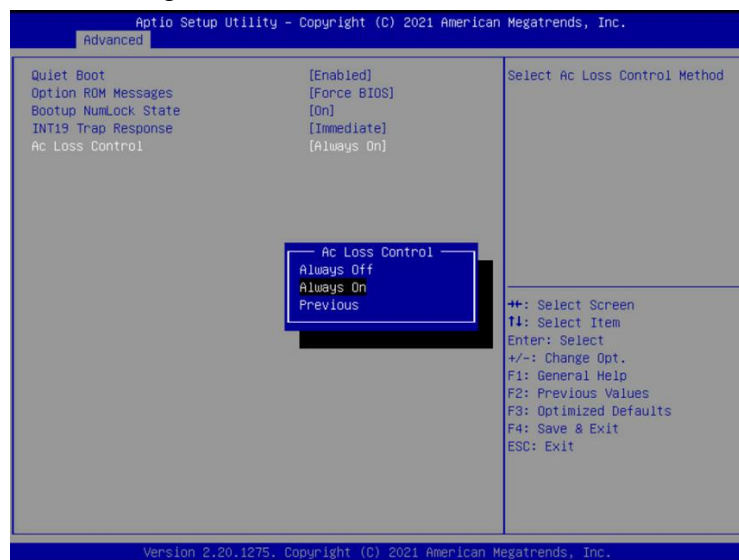 Aptio Setup Utility – Copyright (C) 2021 American Megatrends, Inc.
Advanced
Quiet Boot [Enabled]
Option ROM Messages [Force BIOS]
Bootup NumLock State [On]
INT19 Trap Response [Immediate]
Ac Loss Control [Always On]
Select Ac Loss Control Method
Ac Loss Control
Always Off
Always On
Previous
→←: Select Screen
↑↓: Select Item
Enter: Select
+/-: Change Opt.
F1: General Help
F2: Previous Values
F3: Optimized Defaults
F4: Save & Exit
ESC: Exit
Version 2.20.1275. Copyright (C) 2021 American Megatrends, Inc.